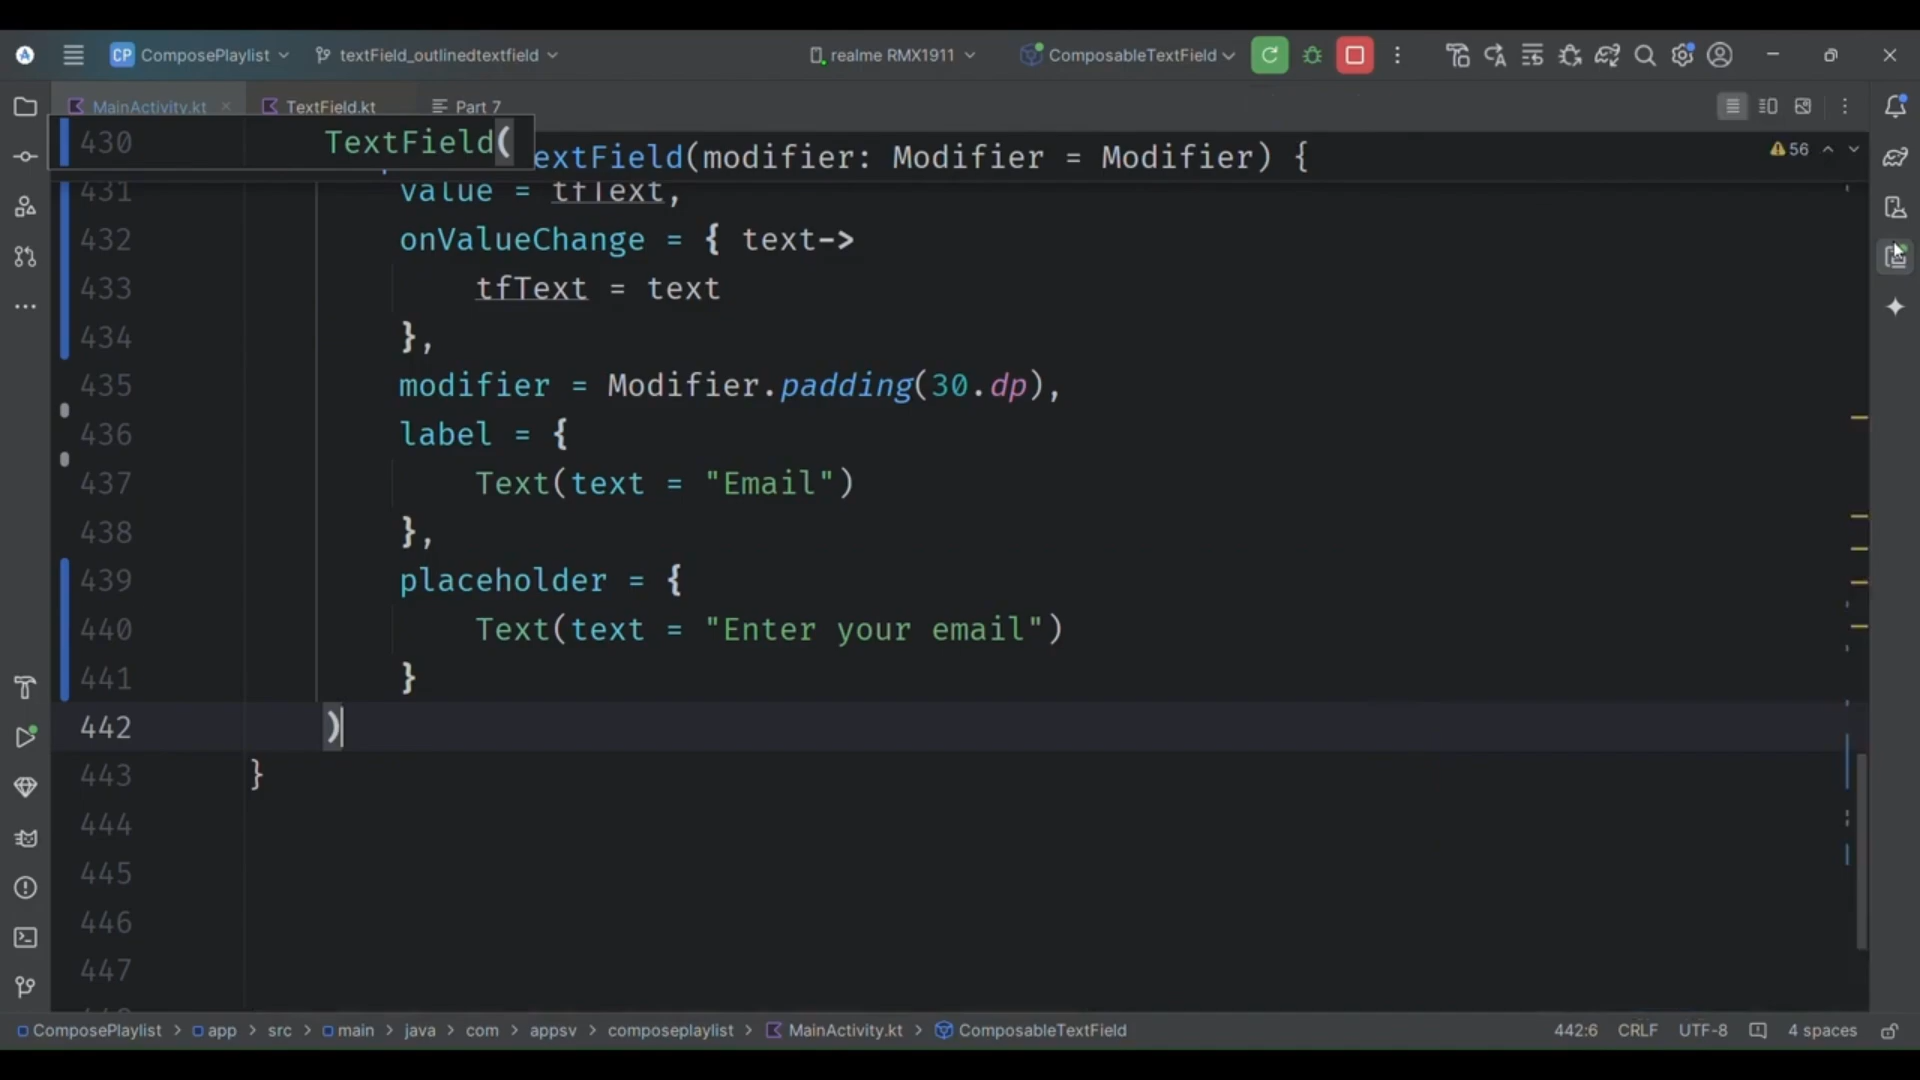 CP ComposePlaylist textField_outlinedtextfield realme RMX1911 ComposableTextField
MainActivity.kt TextField.kt Part 7
430 TextField(
extField(modifier: Modifier = Modifier) {
56
431 value = tfText,
432 onValueChange = { text->
433 tfText = text
434 },
435 modifier = Modifier.padding(30.dp),
436 label = {
437 Text(text = "Email")
438 },
439 placeholder = {
440 Text(text = "Enter your email")
441 }
442 )
443 }
444
445
446
447
ComposePlaylist > app > src > main > java > com > appsv > composeplaylist > MainActivity.kt > ComposableTextField 442:6 CRLF UTF-8 4 spaces